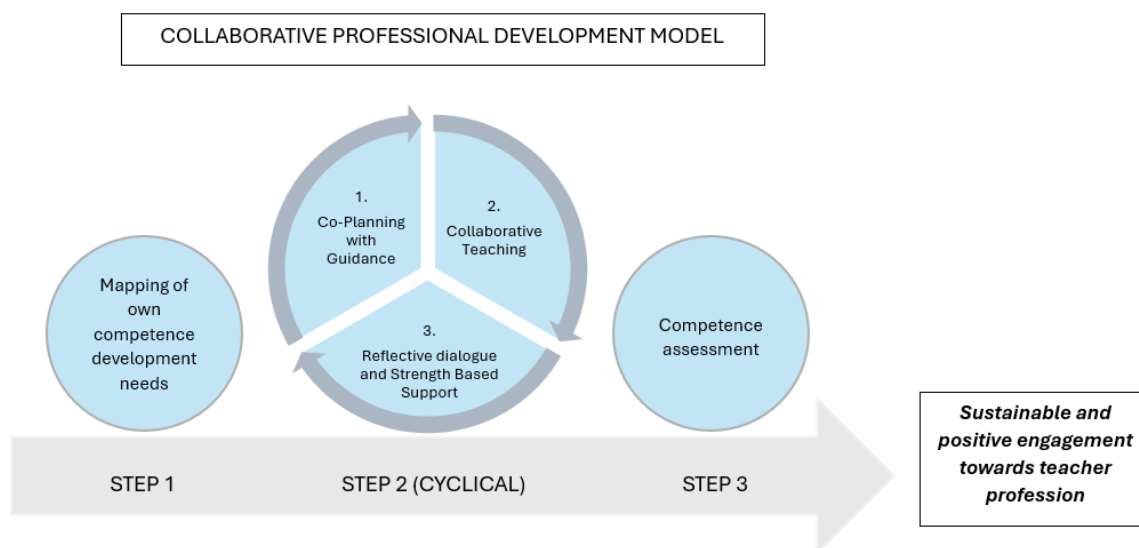 COLLABORATIVE PROFESSIONAL DEVELOPMENT MODEL
Mapping of
own
competence
development
needs
1.
Co-Planning
with
Guidance
2.
Collaborative
Teaching
3.
Reflective dialogue
and Strength Based
Support
Competence
assessment
STEP 1
STEP 2 (CYCLICAL)
STEP 3
Sustainable and
positive engagement
towards teacher
profession